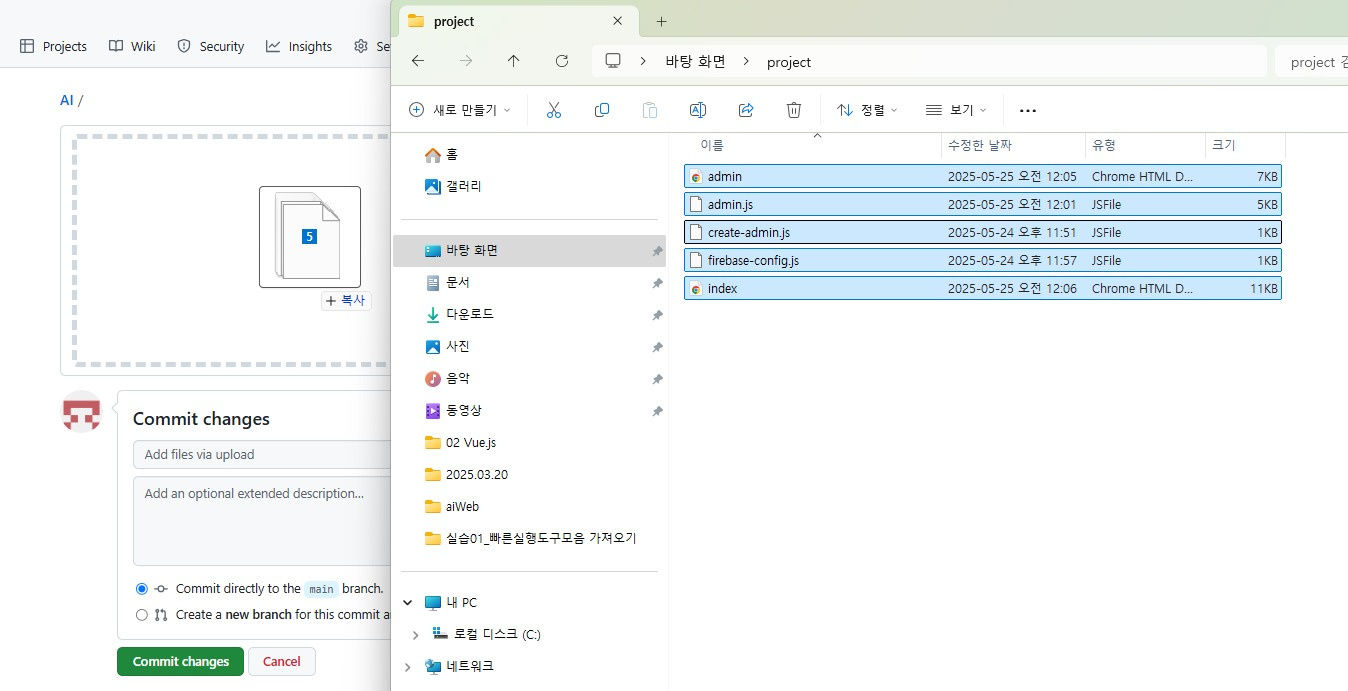 Projects
Wiki
Security
Insights
AI /
5
+ 복사
Commit changes
Add files via upload
Add an optional extended description...
Commit directly to the main branch.
Create a new branch for this commit
Commit changes
Cancel
project
바탕 화면 > project
project
새로 만들기
정렬
보기
홈
갤러리
바탕 화면
문서
다운로드
사진
음악
동영상
02 Vue.js
2025.03.20
aiWeb
실습01_빠른실행도구모음 가져오기
내 PC
로컬 디스크 (C:)
네트워크
이름 수정한 날짜 유형 크기
admin 2025-05-25 오전 12:05 Chrome HTML D... 7KB
admin.js 2025-05-25 오전 12:01 JSFile 5KB
create-admin.js 2025-05-24 오후 11:51 JSFile 1KB
firebase-config.js 2025-05-24 오후 11:57 JSFile 1KB
index 2025-05-25 오전 12:06 Chrome HTML D... 11KB